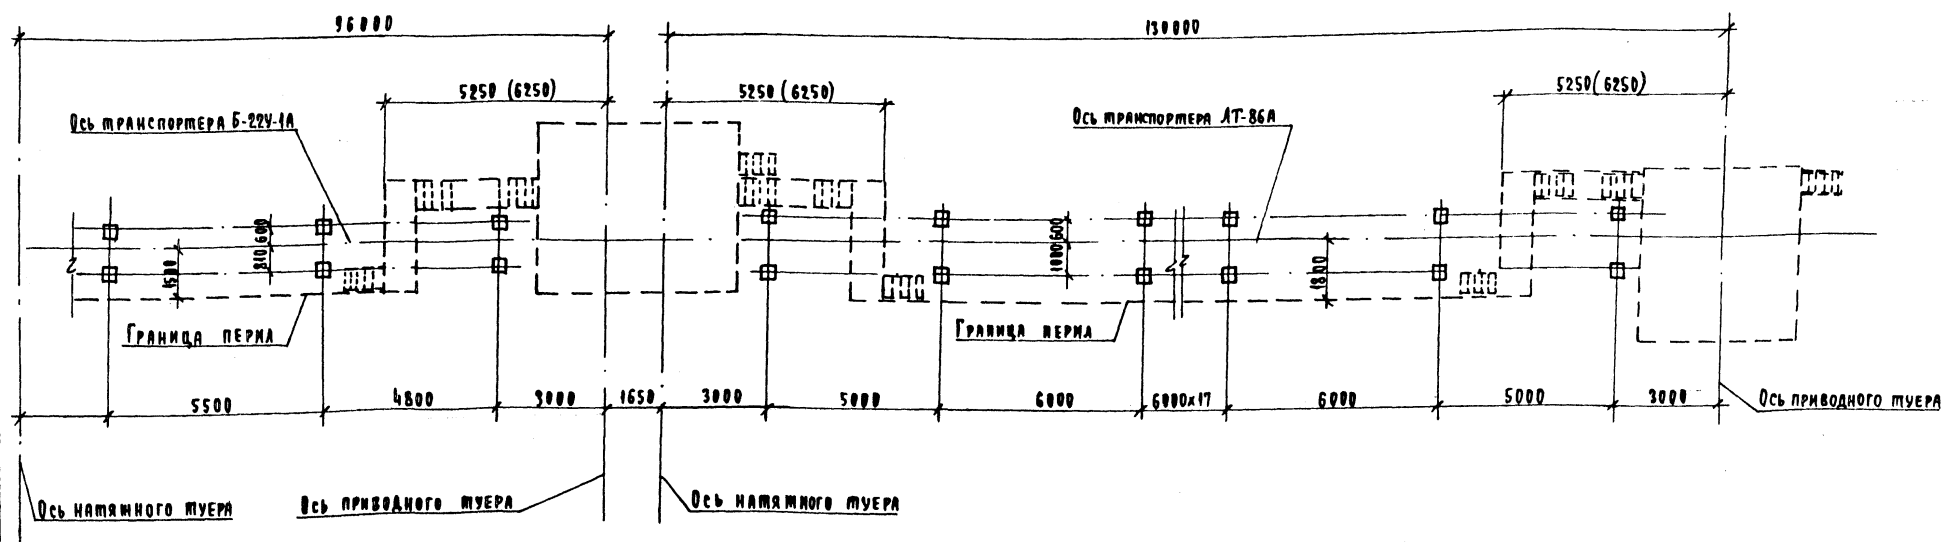 96000
130000
5250 (6250)
5250 (6250)
5250 (6250)
Ось транспортера Б-22У-1А
Ось транспортера ЛТ-86А
600
810
1500
600
1000
1800
Граница перил
Граница перил
5500
4800
3000
1650
3000
5000
6000
6000х17
6000
5000
3000
Ось приводного туера
Ось натяжного туера
Ось приводного туера
Ось натяжного туера